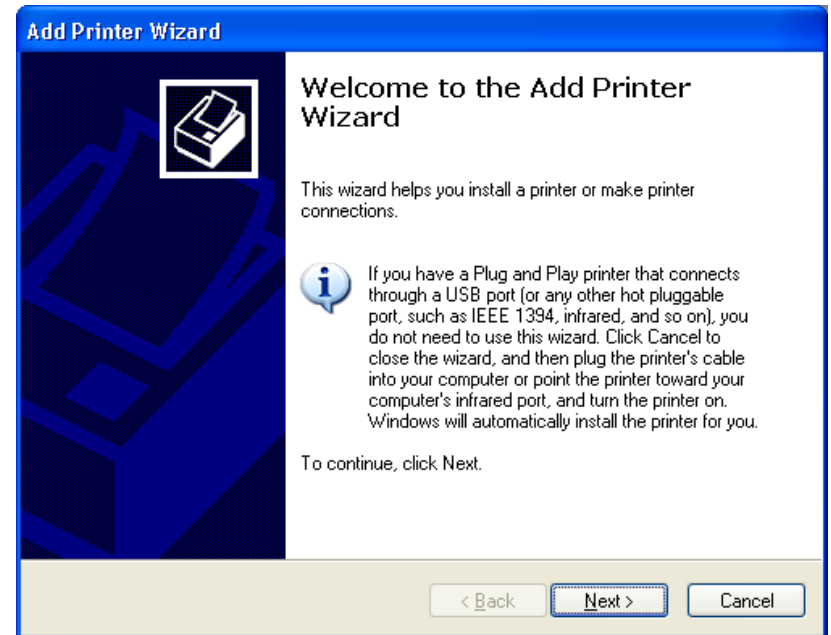 Add Printer Wizard
Welcome to the Add Printer
Wizard
This wizard helps you install a printer or make printer
connections.
If you have a Plug and Play printer that connects
through a USB port (or any other hot pluggable
port, such as IEEE 1394, infrared, and so on), you
do not need to use this wizard. Click Cancel to
close the wizard, and then plug the printer's cable
into your computer or point the printer toward your
computer's infrared port, and turn the printer on.
Windows will automatically install the printer for you.
To continue, click Next.
< Back Next > Cancel